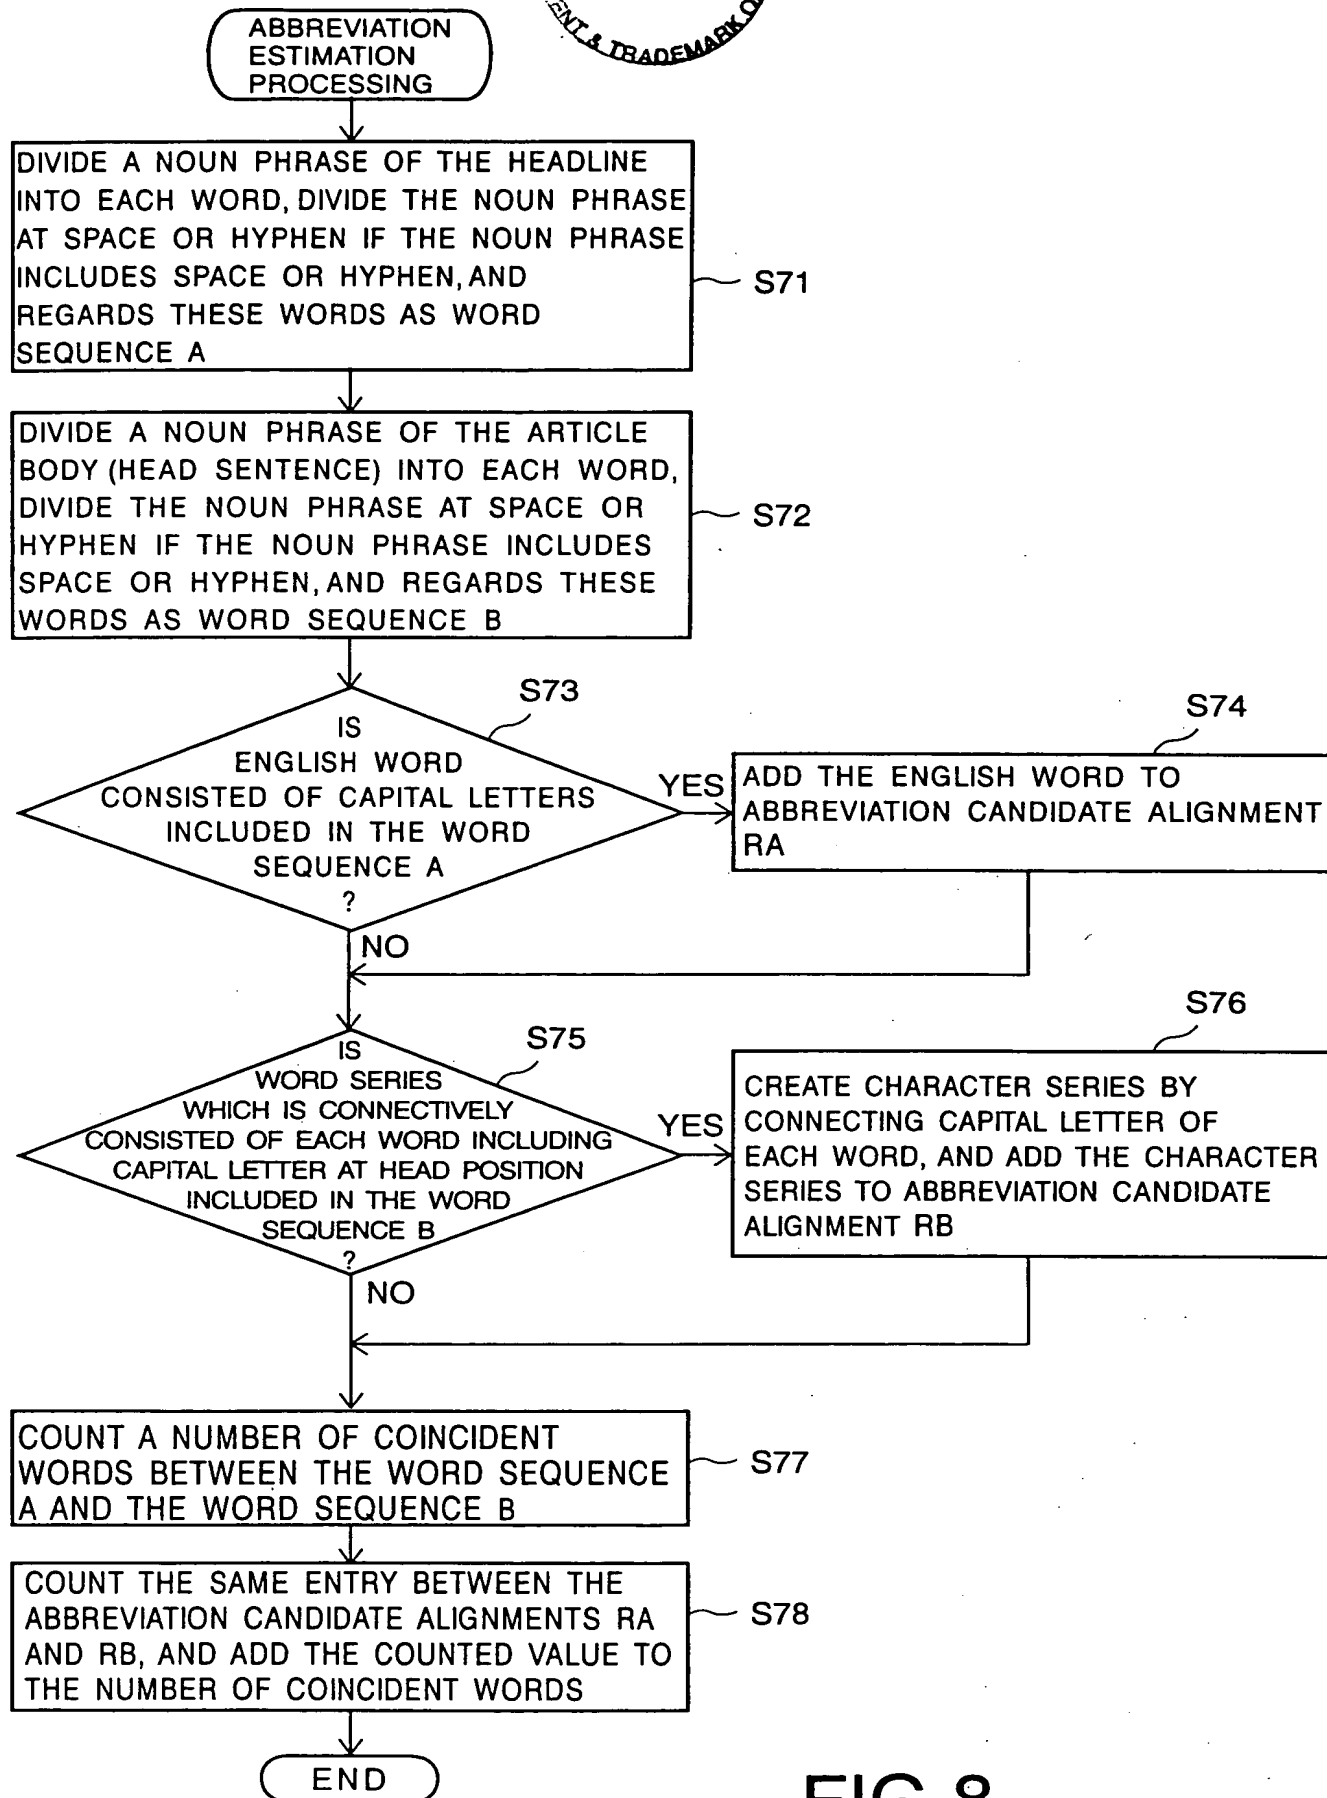 ENT & TRADEMARK O
ABBREVIATION
ESTIMATION
PROCESSING
DIVIDE A NOUN PHRASE OF THE HEADLINE
INTO EACH WORD, DIVIDE THE NOUN PHRASE
AT SPACE OR HYPHEN IF THE NOUN PHRASE
INCLUDES SPACE OR HYPHEN, AND
REGARDS THESE WORDS AS WORD
SEQUENCE A
S71
DIVIDE A NOUN PHRASE OF THE ARTICLE
BODY (HEAD SENTENCE) INTO EACH WORD,
DIVIDE THE NOUN PHRASE AT SPACE OR
HYPHEN IF THE NOUN PHRASE INCLUDES
SPACE OR HYPHEN, AND REGARDS THESE
WORDS AS WORD SEQUENCE B
S72
S73
IS
ENGLISH WORD
CONSISTED OF CAPITAL LETTERS
INCLUDED IN THE WORD
SEQUENCE A
?
YES
NO
S74
ADD THE ENGLISH WORD TO
ABBREVIATION CANDIDATE ALIGNMENT
RA
S75
IS
WORD SERIES
WHICH IS CONNECTIVELY
CONSISTED OF EACH WORD INCLUDING
CAPITAL LETTER AT HEAD POSITION
INCLUDED IN THE WORD
SEQUENCE B
?
YES
NO
S76
CREATE CHARACTER SERIES BY
CONNECTING CAPITAL LETTER OF
EACH WORD, AND ADD THE CHARACTER
SERIES TO ABBREVIATION CANDIDATE
ALIGNMENT RB
COUNT A NUMBER OF COINCIDENT
WORDS BETWEEN THE WORD SEQUENCE
A AND THE WORD SEQUENCE B
S77
COUNT THE SAME ENTRY BETWEEN THE
ABBREVIATION CANDIDATE ALIGNMENTS RA
AND RB, AND ADD THE COUNTED VALUE TO
THE NUMBER OF COINCIDENT WORDS
S78
END
FIG. 8